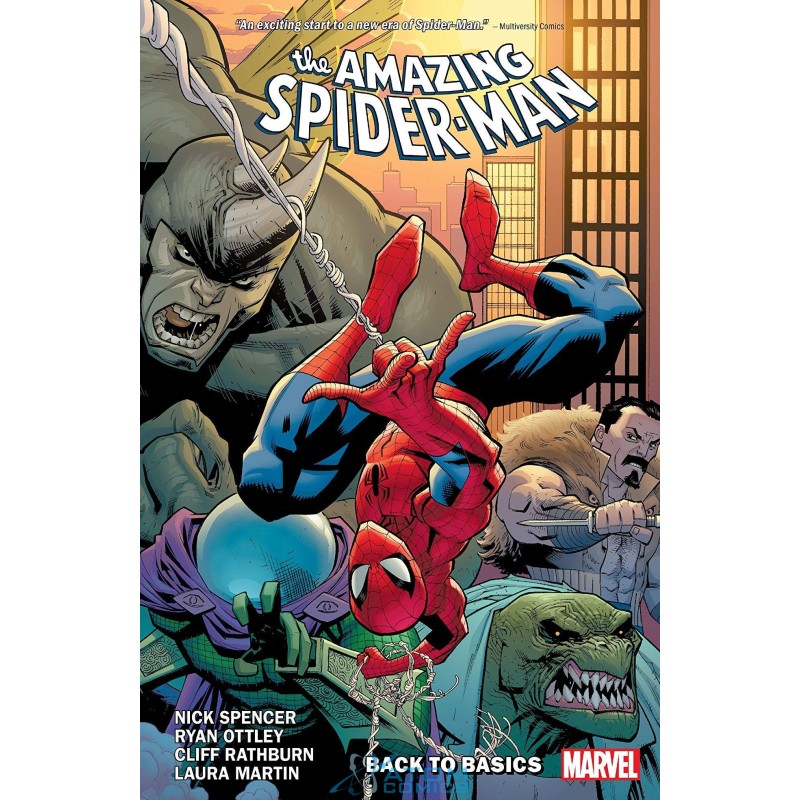 "An exciting start to a new era of Spider-Man." – Multiversity Comics
the AMAZING
SPIDER-MAN
NICK SPENCER
RYAN OTTLEY
CLIFF RATHBURN
LAURA MARTIN
BACK TO BASICS
MARVEL
COMICS